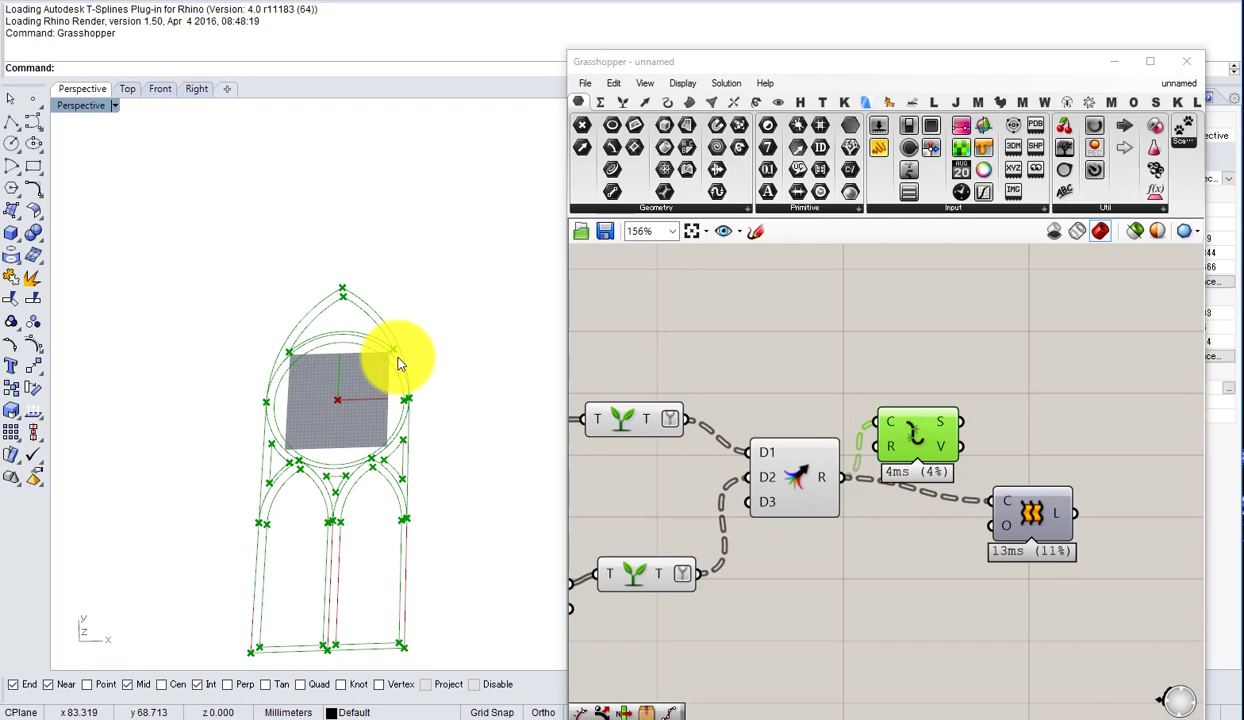 Loading Autodesk T-Splines Plug-in for Rhino (Version: 4.0 r11183 (64))
Loading Rhino Render, version 1.50, Apr 4 2016, 08:48:19
Command: Grasshopper
Command:
Perspective Top Front Right
Perspective
Grasshopper - unnamed
File Edit View Display Solution Help unnamed
H T K L J M M W M O S K L
Geometry Primitive Input Util
156%
T T
C S
R V
4ms (4%)
D1
D2 R
D3
C L
O
13ms (11%)
T T
y
z x
End Near Point Mid Cen Int Perp Tan Quad Knot Vertex Project Disable
CPlane x 83.319 y 68.713 z 0.000 Millimeters Default Grid Snap Ortho